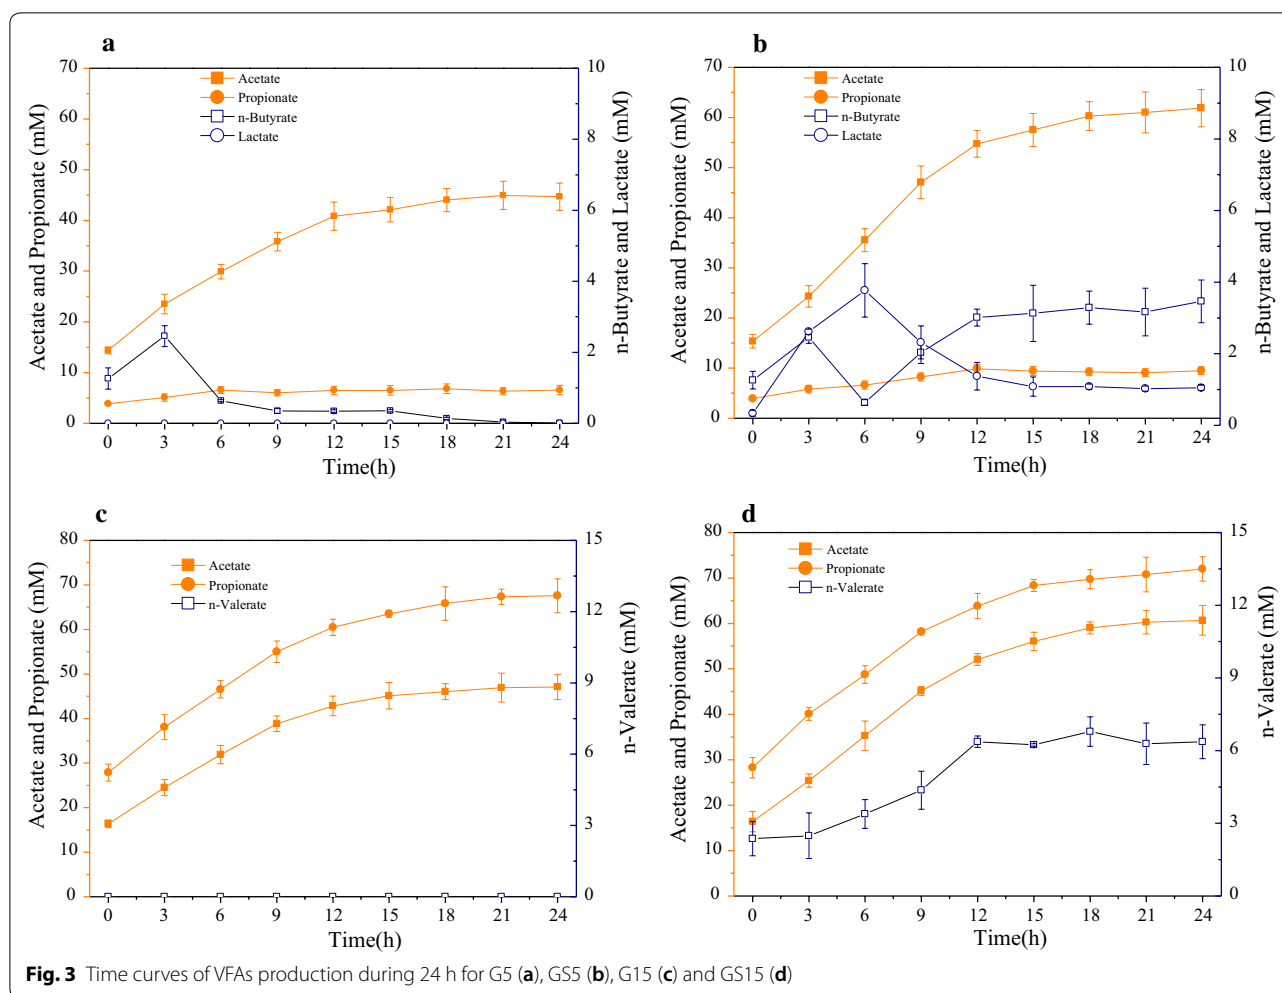 a
Acetate
Propionate
n-Butyrate
Lactate
70
60
50
40
30
20
10
0
10
8
6
4
2
0
Acetate and Propionate (mM)
n-Butyrate and Lactate (mM)
0 3 6 9 12 15 18 21 24
Time(h)
b
Acetate
Propionate
n-Butyrate
Lactate
70
60
50
40
30
20
10
0
10
8
6
4
2
0
Acetate and Propionate (mM)
n-Butyrate and Lactate (mM)
0 3 6 9 12 15 18 21 24
Time(h)
c
Acetate
Propionate
n-Valerate
80
70
60
50
40
30
20
10
0
15
12
9
6
3
0
Acetate and Propionate (mM)
n-Valerate (mM)
0 3 6 9 12 15 18 21 24
Time(h)
d
Acetate
Propionate
n-Valerate
80
70
60
50
40
30
20
10
0
15
12
9
6
3
0
Acetate and Propionate (mM)
n-Valerate (mM)
0 3 6 9 12 15 18 21 24
Time(h)
Fig. 3 Time curves of VFAs production during 24 h for G5 (a), GS5 (b), G15 (c) and GS15 (d)